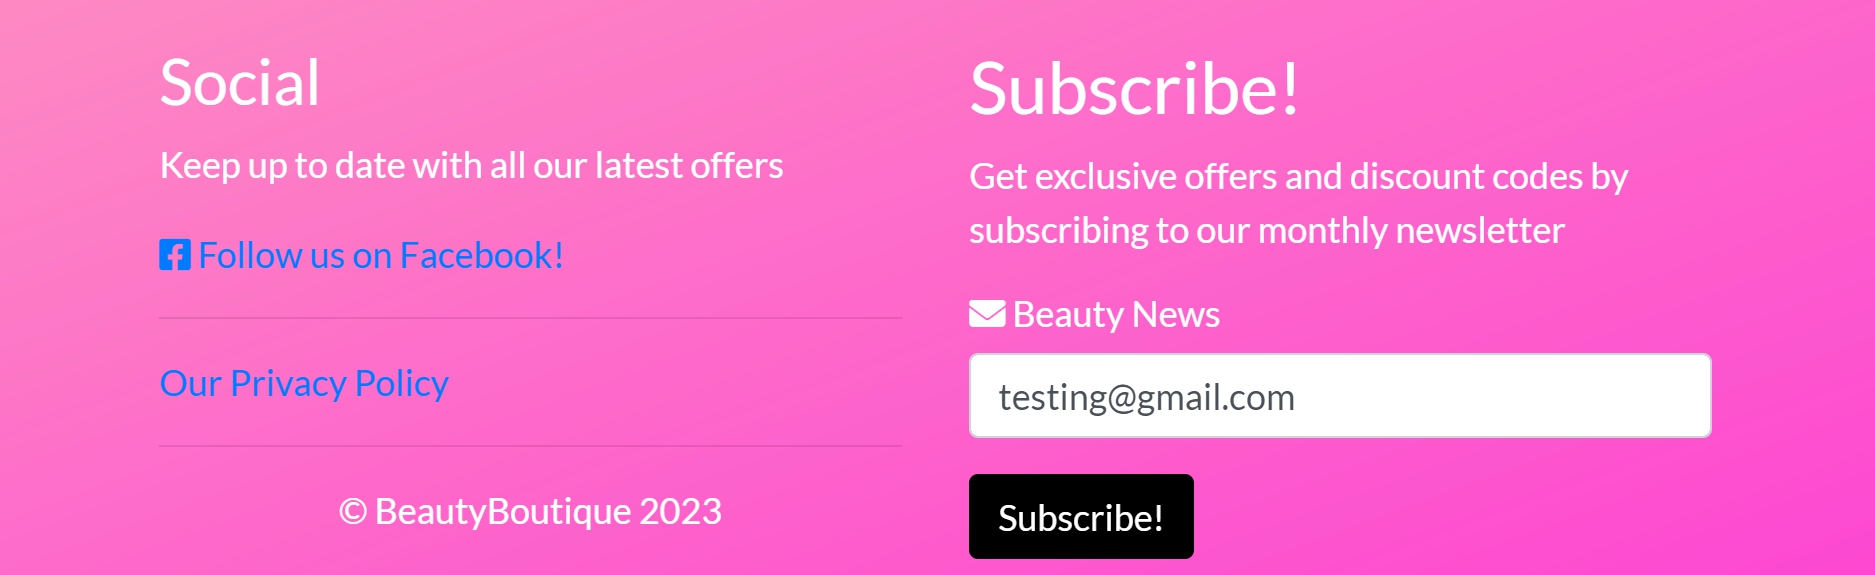 Social
Keep up to date with all our latest offers
Follow us on Facebook!
Our Privacy Policy
© BeautyBoutique 2023
Subscribe!
Get exclusive offers and discount codes by
subscribing to our monthly newsletter
Beauty News
testing@gmail.com
Subscribe!